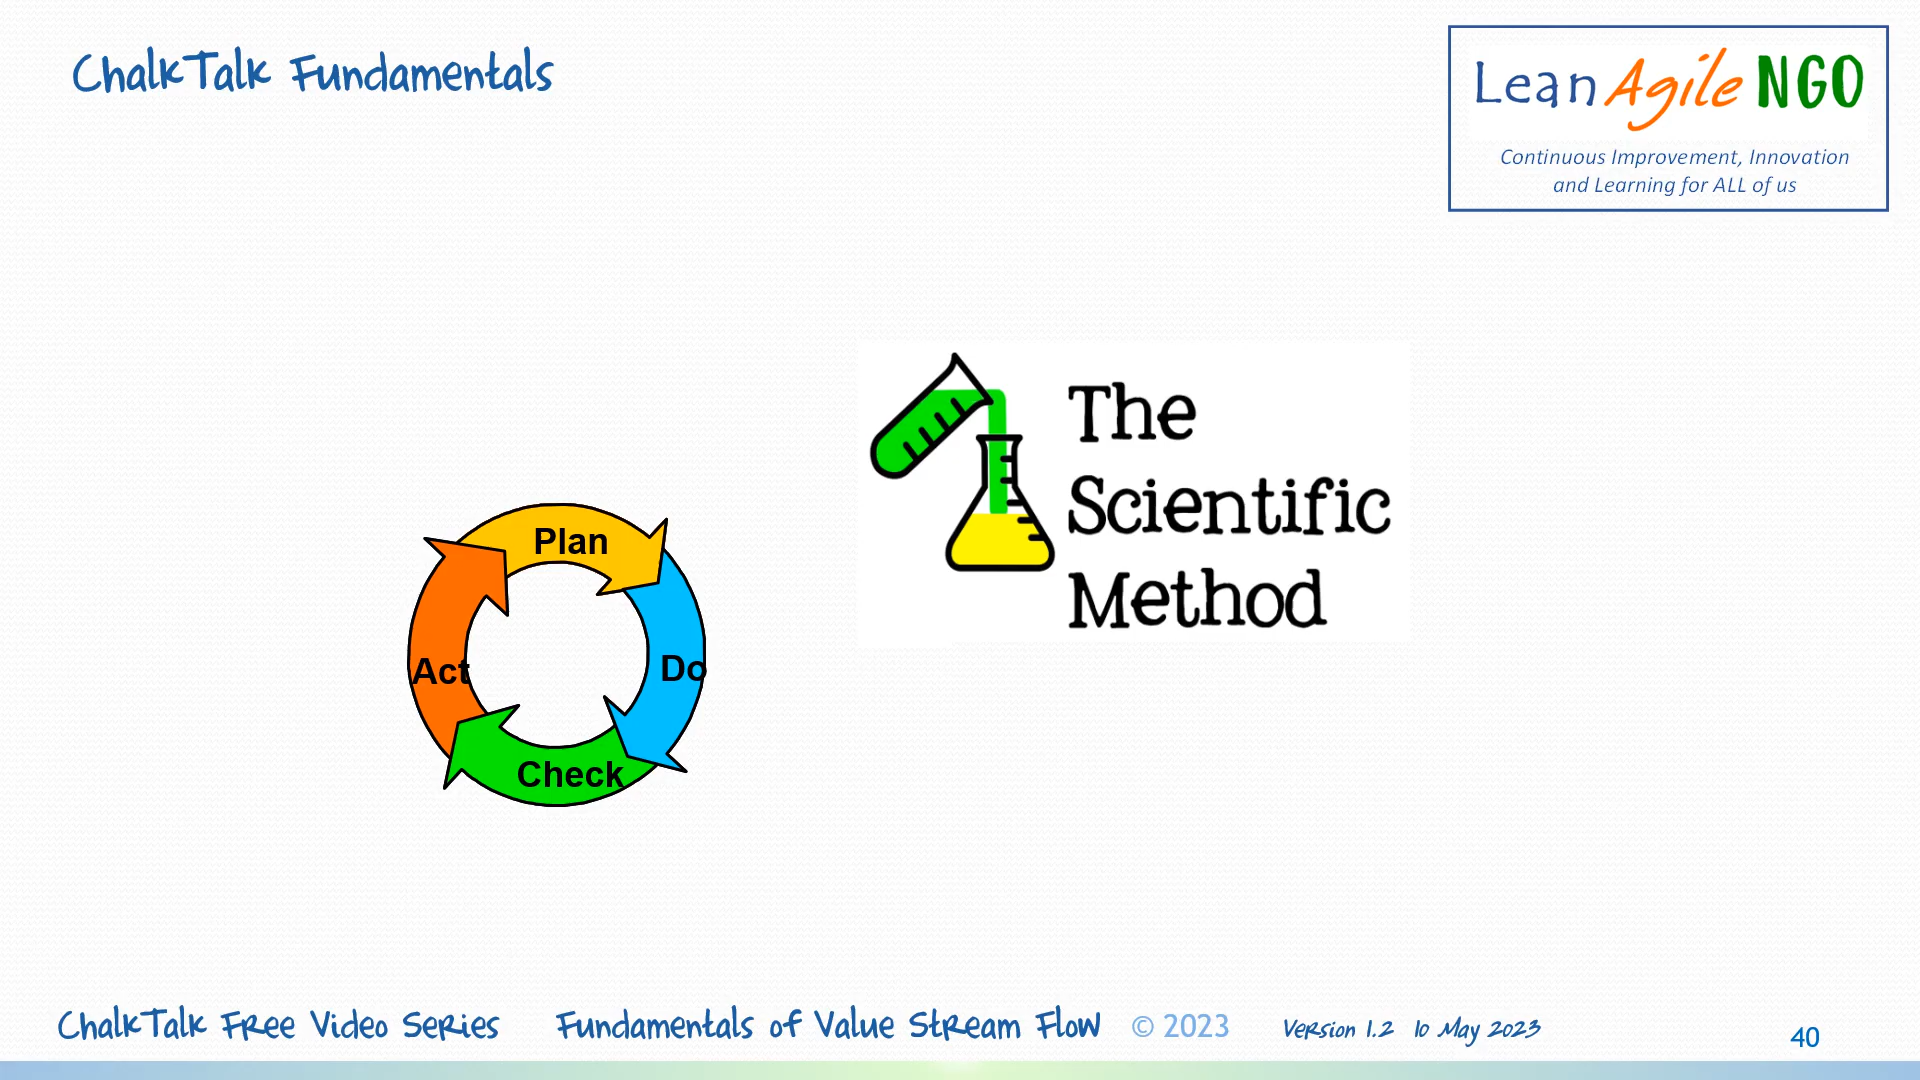 ChalkTalk Fundamentals
Lean Agile NGO
Continuous Improvement, Innovation
and Learning for ALL of us
The
Scientific
Method
Plan
Do
Check
Act
ChalkTalk Free Video Series Fundamentals of Value Stream Flow © 2023 Version 1.2 10 May 2023 40